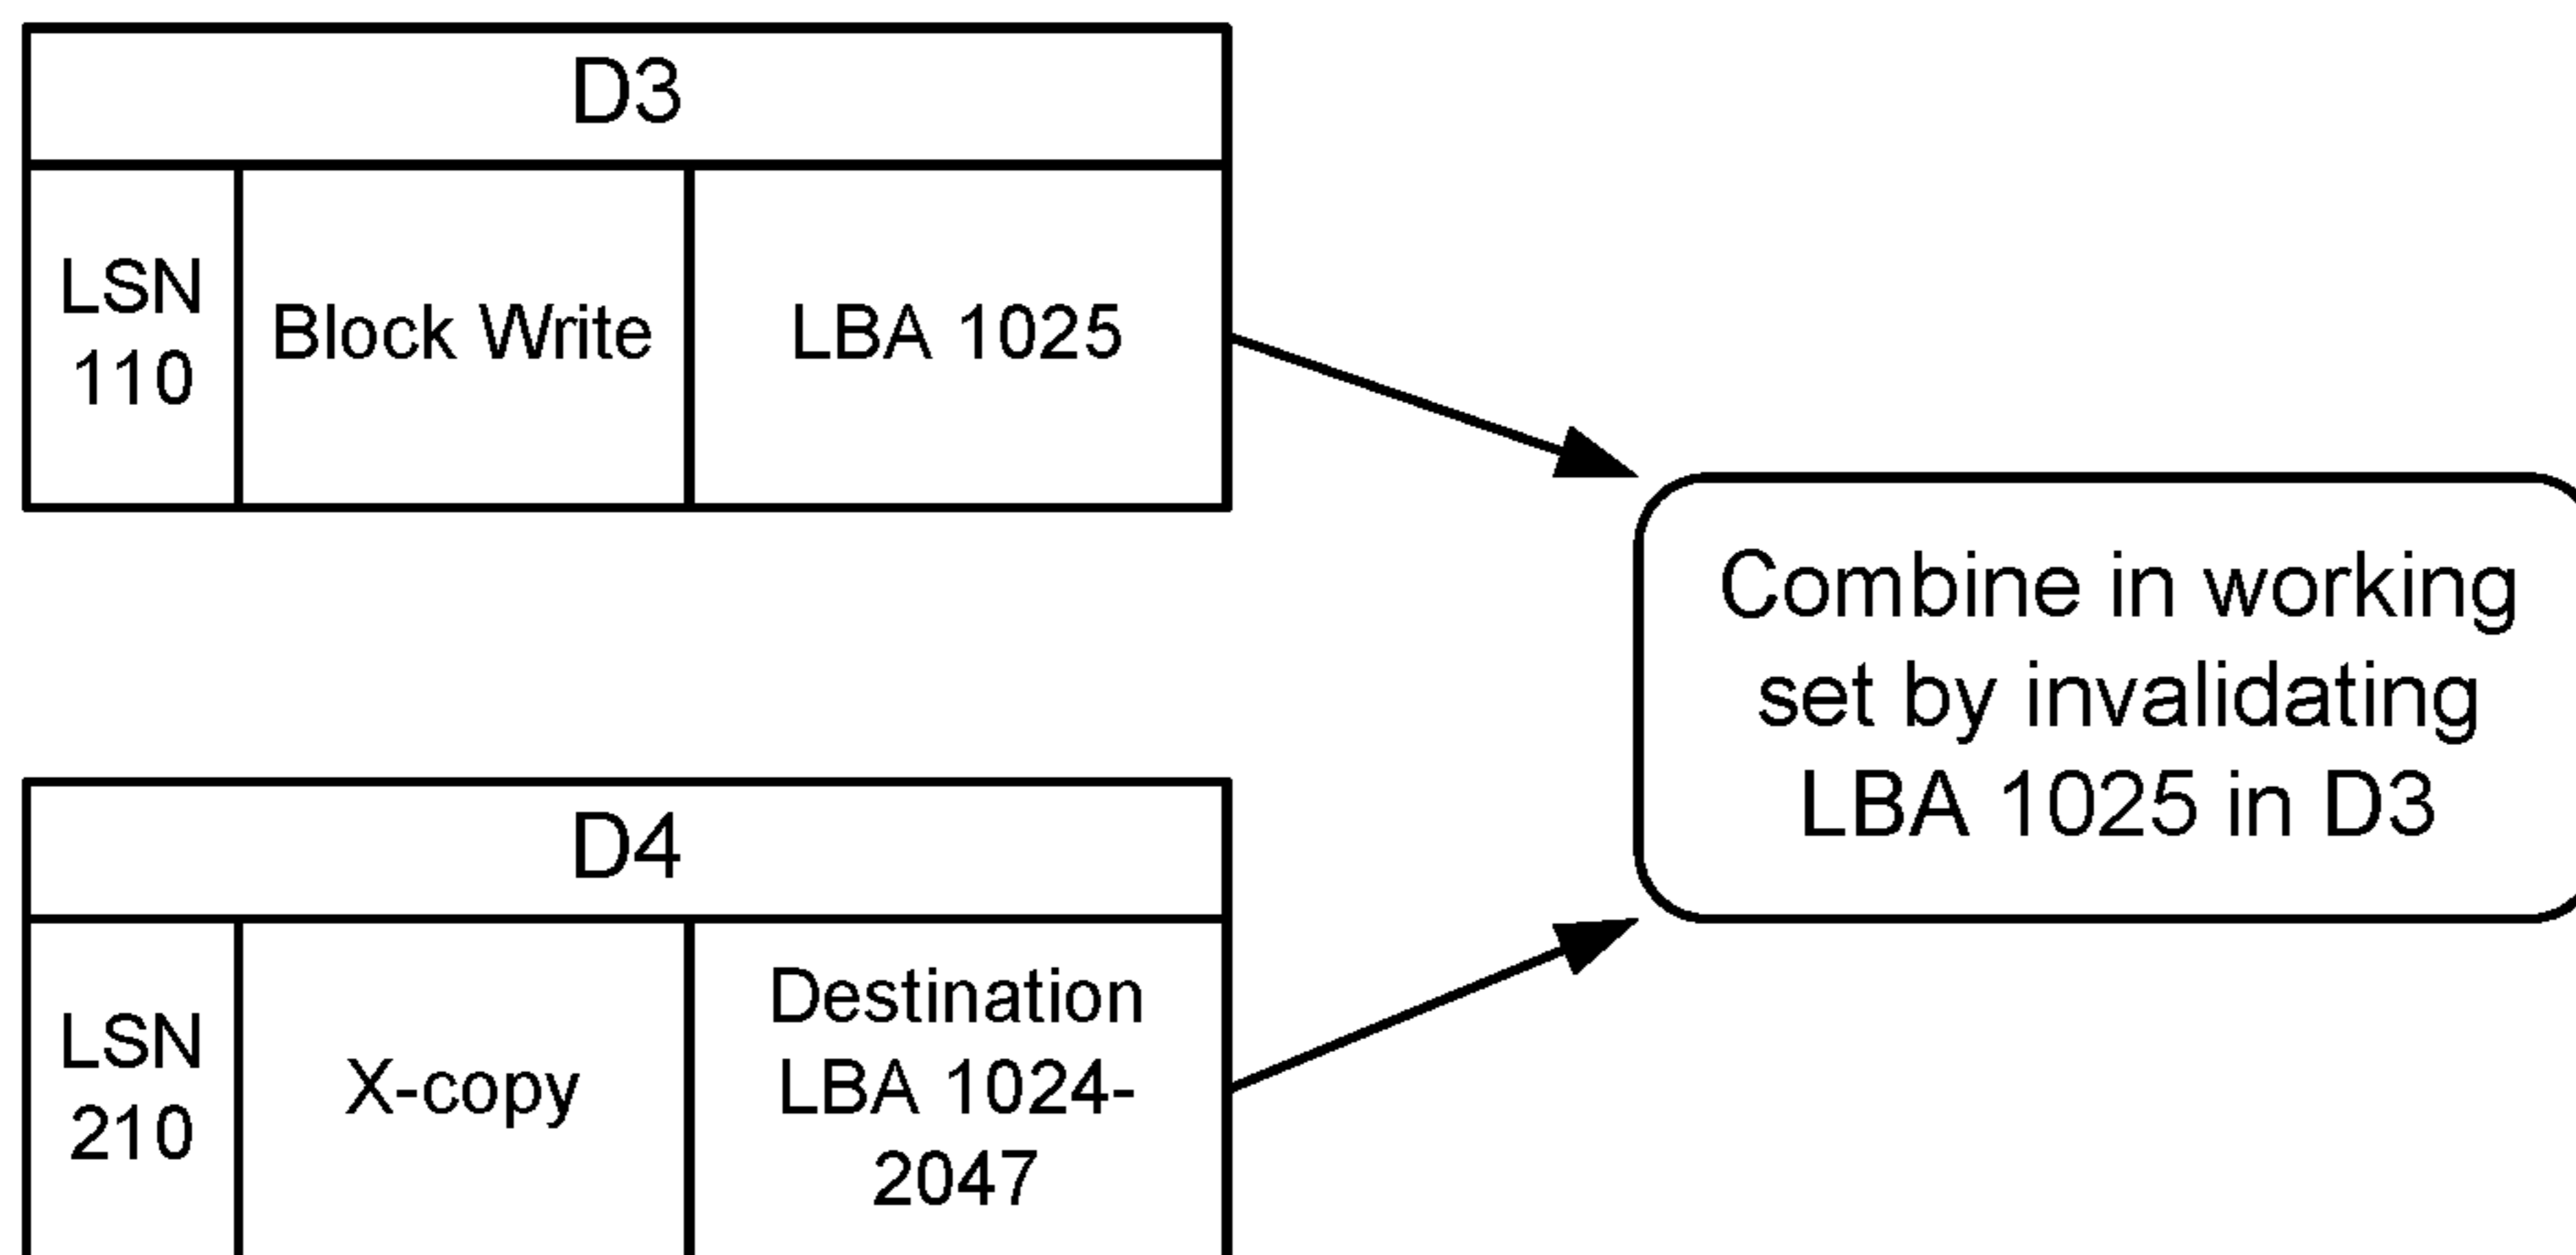 D3
LSN
110
Block Write
LBA 1025
Combine in working
set by invalidating
LBA 1025 in D3
D4
LSN
210
X-copy
Destination
LBA 1024-
2047